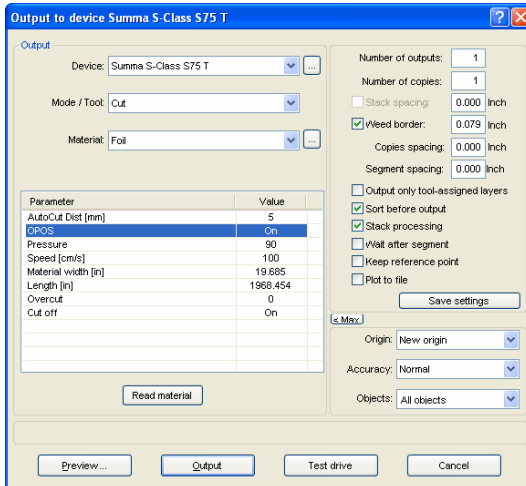 Output to device Summa S-Class S75 T
Output
Device: Summa S-Class S75 T ...
Mode / Tool: Cut
Material: Foil ...
Parameter Value
AutoCut Dist [mm] 5
OPOS On
Pressure 90
Speed [cm/s] 100
Material width [in] 19.685
Length [in] 1968.454
Overcut 0
Cut off On
Read material
Number of outputs: 1
Number of copies: 1
Stack spacing: 0.000 Inch
Weed border: 0.079 Inch
Copies spacing: 0.000 Inch
Segment spacing: 0.000 Inch
Output only tool-assigned layers
Sort before output
Stack processing
Wait after segment
Keep reference point
Plot to file
Save settings
< Max
Origin: New origin
Accuracy: Normal
Objects: All objects
Preview... Output Test drive Cancel